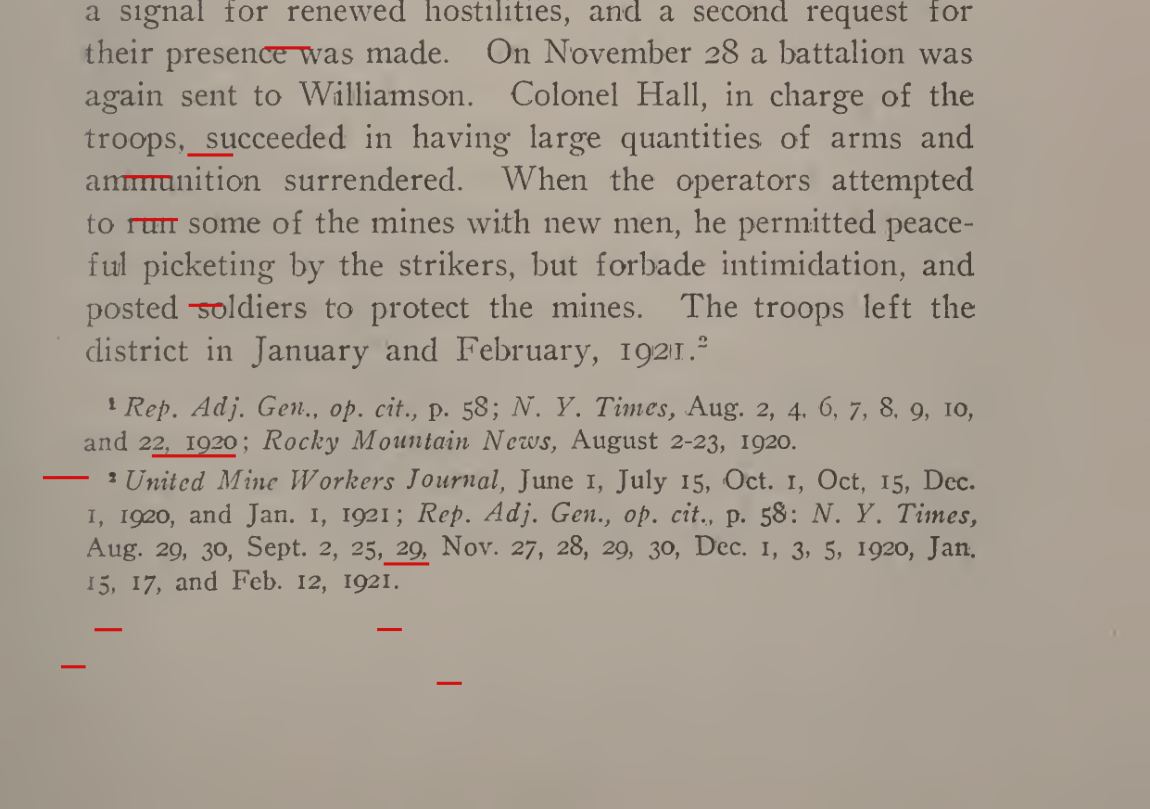 a signal for renewed hostilities, and a second request for
their presence was made. On November 28 a battalion was
again sent to Williamson. Colonel Hall, in charge of the
troops, succeeded in having large quantities of arms and
ammunition surrendered. When the operators attempted
to run some of the mines with new men, he permitted peace-
ful picketing by the strikers, but forbade intimidation, and
posted soldiers to protect the mines. The troops left the
district in January and February, 1921.²
¹ Rep. Adj. Gen., op. cit., p. 58; N. Y. Times, Aug. 2, 4, 6, 7, 8, 9, 10,
and 22, 1920; Rocky Mountain News, August 2-23, 1920.
² United Mine Workers Journal, June 1, July 15, Oct. 1, Oct, 15, Dec.
1, 1920, and Jan. 1, 1921; Rep. Adj. Gen., op. cit., p. 58: N. Y. Times,
Aug. 29, 30, Sept. 2, 25, 29, Nov. 27, 28, 29, 30, Dec. 1, 3, 5, 1920, Jan.
15, 17, and Feb. 12, 1921.